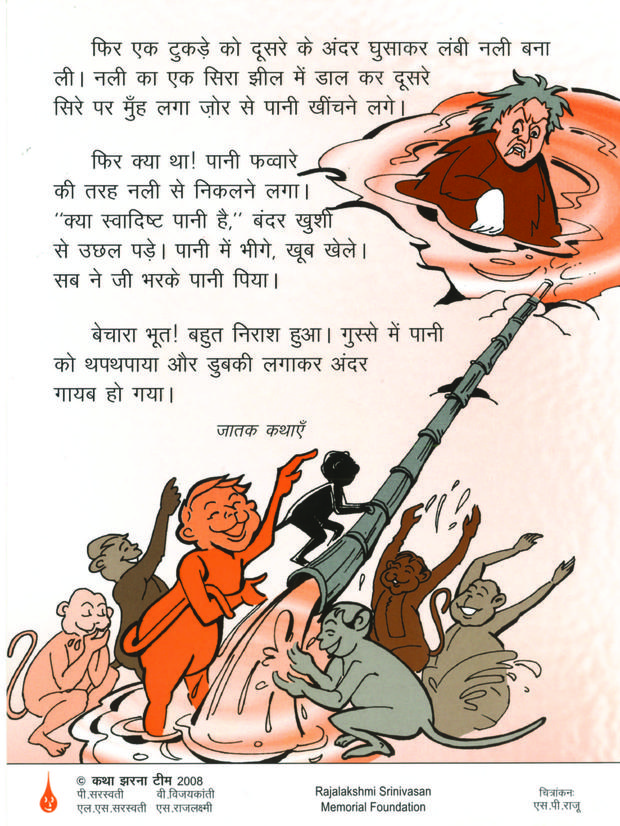 फिर एक टुकड़े को दूसरे के अंदर घुसाकर लंबी नली बना
ली। नली का एक सिरा झील में डाल कर दूसरे
सिरे पर मुँह लगा ज़ोर से पानी खींचने लगे।
फिर क्या था! पानी फव्वारे
की तरह नली से निकलने लगा।
"क्या स्वादिष्ट पानी है," बंदर खुशी
से उछल पड़े। पानी में भीगे, खूब खेले।
सब ने जी भरके पानी पिया।
बेचारा भूत! बहुत निराश हुआ। गुस्से में पानी
को थपथपाया और डुबकी लगाकर अंदर
गायब हो गया।
जातक कथाएँ
© कथा झरना टीम 2008
पी.सरस्वती वी.विजयकांती
एल.एस.सरस्वती एस.राजलक्ष्मी
Rajalakshmi Srinivasan
Memorial Foundation
चित्रांकनः
एस.पी.राजू